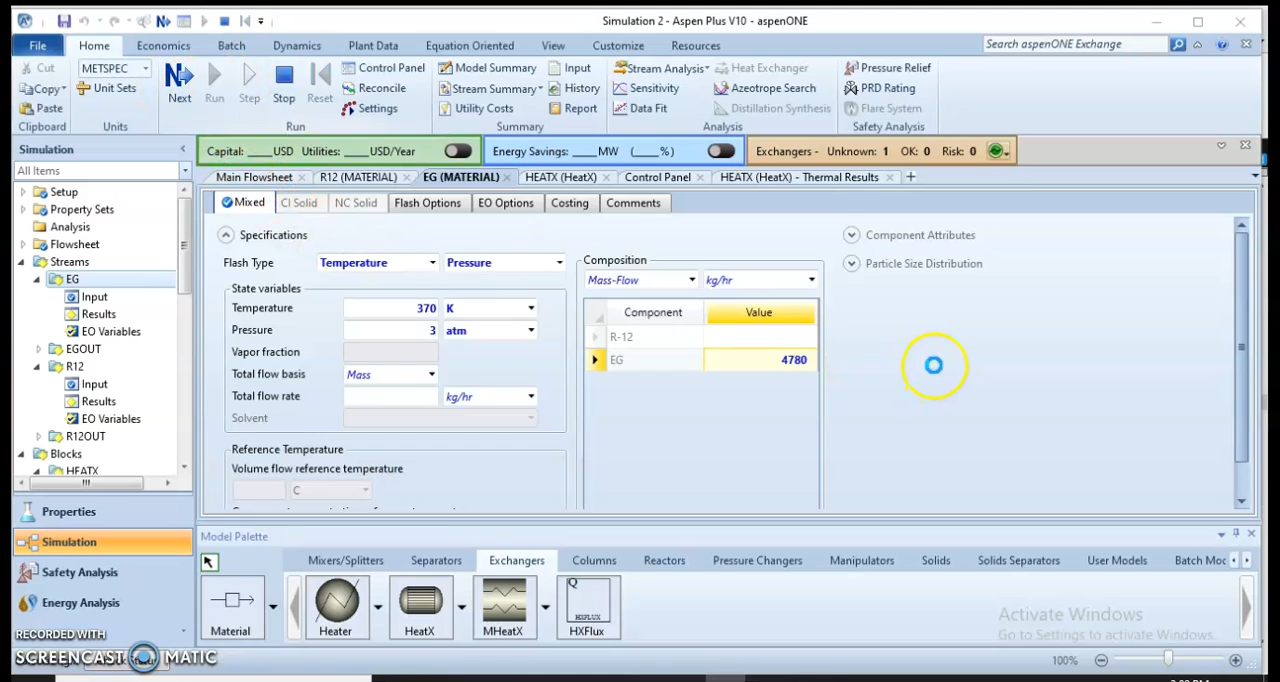 Simulation 2 - Aspen Plus V10 - aspenONE
File Home Economics Batch Dynamics Plant Data Equation Oriented View Customize Resources Search aspenONE Exchange
Cut METSPEC Control Panel Model Summary Input Stream Analysis Heat Exchanger Pressure Relief
Copy Unit Sets Next Run Step Stop Reset Reconcile Stream Summary History Sensitivity Azeotrope Search PRD Rating
Paste Settings Utility Costs Report Data Fit Distillation Synthesis Flare System
Clipboard Units Run Summary Analysis Safety Analysis
Simulation
Capital: ____USD Utilities: ____USD/Year Energy Savings: ____MW (____%) Exchangers - Unknown: 1 OK: 0 Risk: 0
All Items
Main Flowsheet R12 (MATERIAL) EG (MATERIAL) HEATX (HeatX) Control Panel HEATX (HeatX) - Thermal Results
Setup
Property Sets
Analysis
Flowsheet
Streams
EG
Input
Results
EO Variables
EGOUT
R12
Input
Results
EO Variables
R12OUT
Blocks
HEATX
Mixed CI Solid NC Solid Flash Options EO Options Costing Comments
Specifications
Flash Type Temperature Pressure
State variables
Temperature 370 K
Pressure 3 atm
Vapor fraction
Total flow basis Mass
Total flow rate kg/hr
Solvent
Reference Temperature
Volume flow reference temperature
C
Composition
Mass-Flow kg/hr
Component Value
R-12
EG 4780
Component Attributes
Particle Size Distribution
Properties
Simulation
Safety Analysis
Energy Analysis
Model Palette
Mixers/Splitters Separators Exchangers Columns Reactors Pressure Changers Manipulators Solids Solids Separators User Models Batch Moc
Material Heater HeatX MHeatX HXFlux
Q
HXFLUX
Activate Windows
Go to Settings to activate Windows.
100%
RECORDED WITH
SCREENCAST MATIC